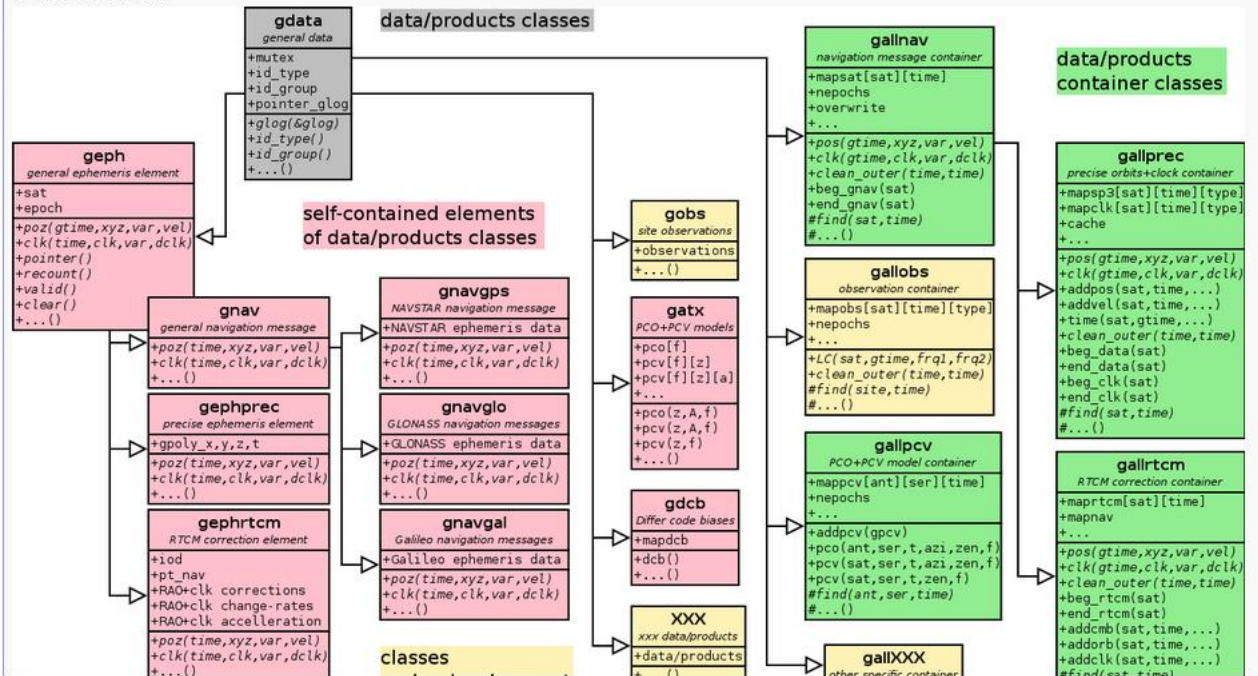 gdata
general data
+mutex
+id_type
+id_group
+pointer_glog
+glog(&glog)
+id_type()
+id_group()
+...()
data/products classes
geph
general ephemeris element
+sat
+epoch
+poz(gtime,xyz,var,vel)
+clk(time,clk,var,dclk)
+pointer()
+recount()
+valid()
+clear()
+...()
self-contained elements
of data/products classes
gnav
general navigation message
+poz(time,xyz,var,vel)
+clk(time,clk,var,dclk)
+...()
gephprec
precise ephemeris element
+gpoly_x,y,z,t
+poz(time,xyz,var,vel)
+clk(time,clk,var,dclk)
+...()
gephrtcm
RTCM correction element
+iod
+pt_nav
+RAO+clk corrections
+RAO+clk change-rates
+RAO+clk accelleration
+poz(time,xyz,var,vel)
+clk(time,clk,var,dclk)
+...()
gnavgps
NAVSTAR navigation message
+NAVSTAR ephemeris data
+poz(time,xyz,var,vel)
+clk(time,clk,var,dclk)
+...()
gnavglo
GLONASS navigation messages
+GLONASS ephemeris data
+poz(time,xyz,var,vel)
+clk(time,clk,var,dclk)
+...()
gnavgal
Galileo navigation messages
+Galileo ephemeris data
+poz(time,xyz,var,vel)
+clk(time,clk,var,dclk)
+...()
classes
gobs
site observations
+observations
+...()
gatx
PCO+PCV models
+pco[f]
+pcv[f][z]
+pcv[f][z][a]
+...
+pco(z,A,f)
+pcv(z,A,f)
+pcv(z,f)
+...()
gdcb
Differ code biases
+mapdcb
+dcb()
+...()
XXX
xxx data/products
+data/products
+...()
gallnav
navigation message container
+mapsat[sat][time]
+nepochs
+overwrite
+...
+pos(gtime,xyz,var,vel)
+clk(gtime,clk,var,dclk)
+clean_outer(time,time)
+beg_gnav(sat)
+end_gnav(sat)
#find(sat,time)
#...()
gallobs
observation container
+mapobs[sat][time][type]
+nepochs
+...
+LC(sat,gtime,frq1,frq2)
+clean_outer(time,time)
#find(site,time)
#...()
gallpcv
PCO+PCV model container
+mappcv[ant][ser][time]
+nepochs
+...
+addpcv(gpcv)
+pco(ant,ser,t,azi,zen,f)
+pcv(sat,ser,t,azi,zen,f)
+pcv(sat,ser,t,zen,f)
#find(ant,ser,time)
#...()
gallXXX
other specific container
data/products
container classes
gallprec
precise orbits+clock container
+mapsp3[sat][time][type]
+mapclk[sat][time][type]
+cache
+...
+pos(gtime,xyz,var,vel)
+clk(gtime,clk,var,dclk)
+addpos(sat,time,...)
+addvel(sat,time,...)
+time(sat,gtime,...)
+clean_outer(time,time)
+beg_data(sat)
+end_data(sat)
+beg_clk(sat)
+end_clk(sat)
#find(sat,time)
#...()
gallrtcm
RTCM correction container
+maprtcm[sat][time]
+mapnav
+...
+pos(gtime,xyz,var,vel)
+clk(gtime,clk,var,dclk)
+clean_outer(time,time)
+beg_rtcm(sat)
+end_rtcm(sat)
+addcmb(sat,time,...)
+addorb(sat,time,...)
+addclk(sat,time,...)
#find(sat,time)